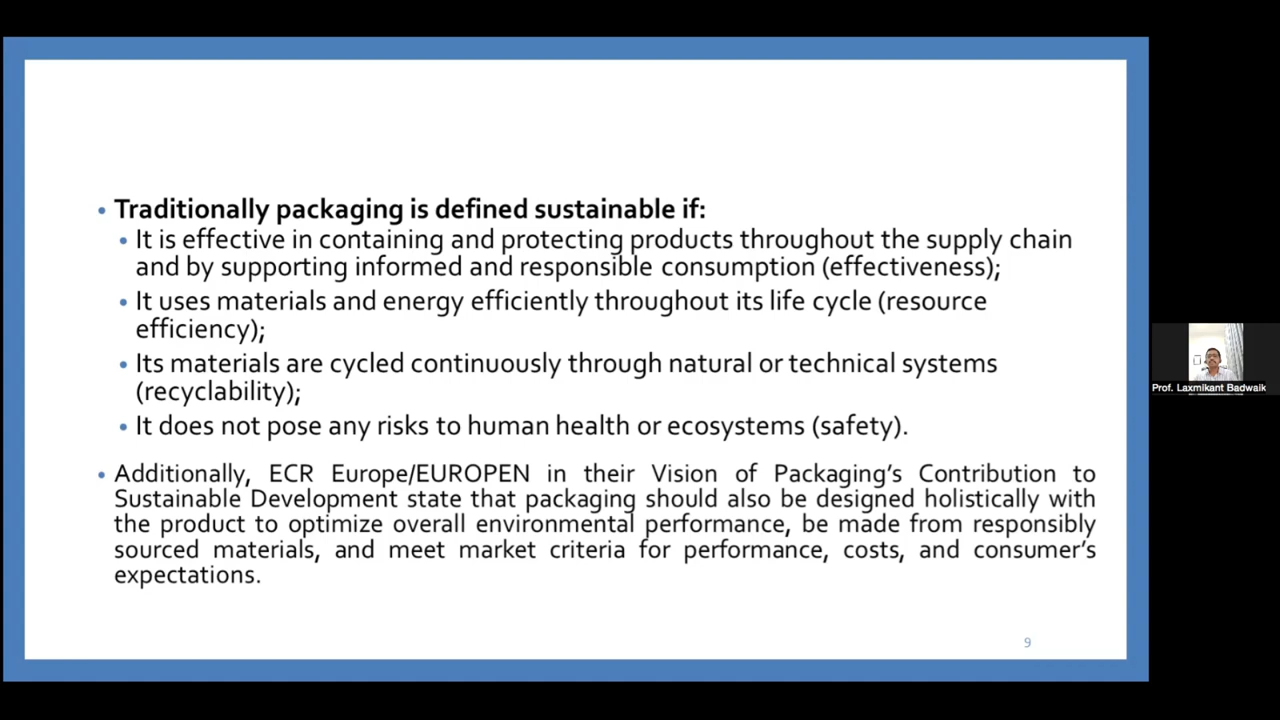 • Traditionally packaging is defined sustainable if:
• It is effective in containing and protecting products throughout the supply chain
and by supporting informed and responsible consumption (effectiveness);
• It uses materials and energy efficiently throughout its life cycle (resource
efficiency);
• Its materials are cycled continuously through natural or technical systems
(recyclability);
• It does not pose any risks to human health or ecosystems (safety).
• Additionally, ECR Europe/EUROPEN in their Vision of Packaging’s Contribution to
Sustainable Development state that packaging should also be designed holistically with
the product to optimize overall environmental performance, be made from responsibly
sourced materials, and meet market criteria for performance, costs, and consumer’s
expectations.
9
Prof. Laxmikant Badwaik